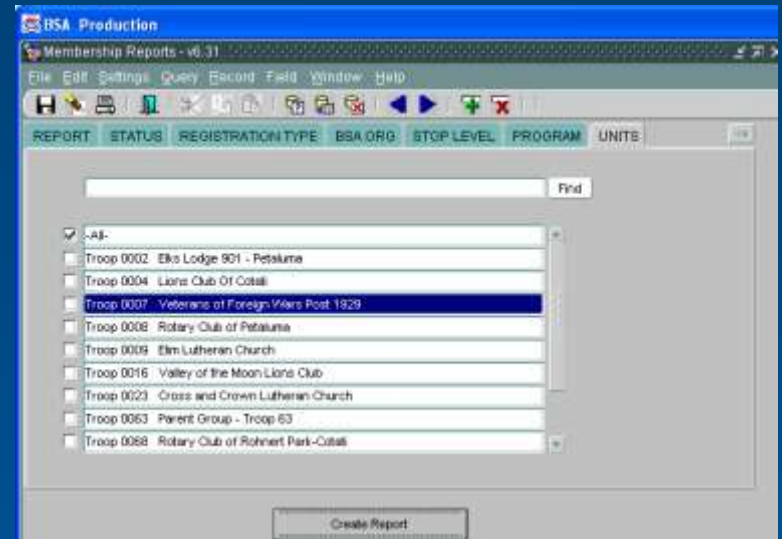 BSA Production
Membership Reports - v6.31
File Edit Settings Query Record Field Window Help
REPORT STATUS REGISTRATION TYPE BSA ORG STOP LEVEL PROGRAM UNITS
Find
-All-
Troop 0002 Elks Lodge 901 - Petaluma
Troop 0004 Lions Club Of Cotati
Troop 0007 Veterans of Foreign Wars Post 1929
Troop 0008 Rotary Club of Petaluma
Troop 0009 Elim Lutheran Church
Troop 0016 Valley of the Moon Lions Club
Troop 0023 Cross and Crown Lutheran Church
Troop 0063 Parent Group - Troop 63
Troop 0068 Rotary Club of Rohnert Park-Cotati
Create Report